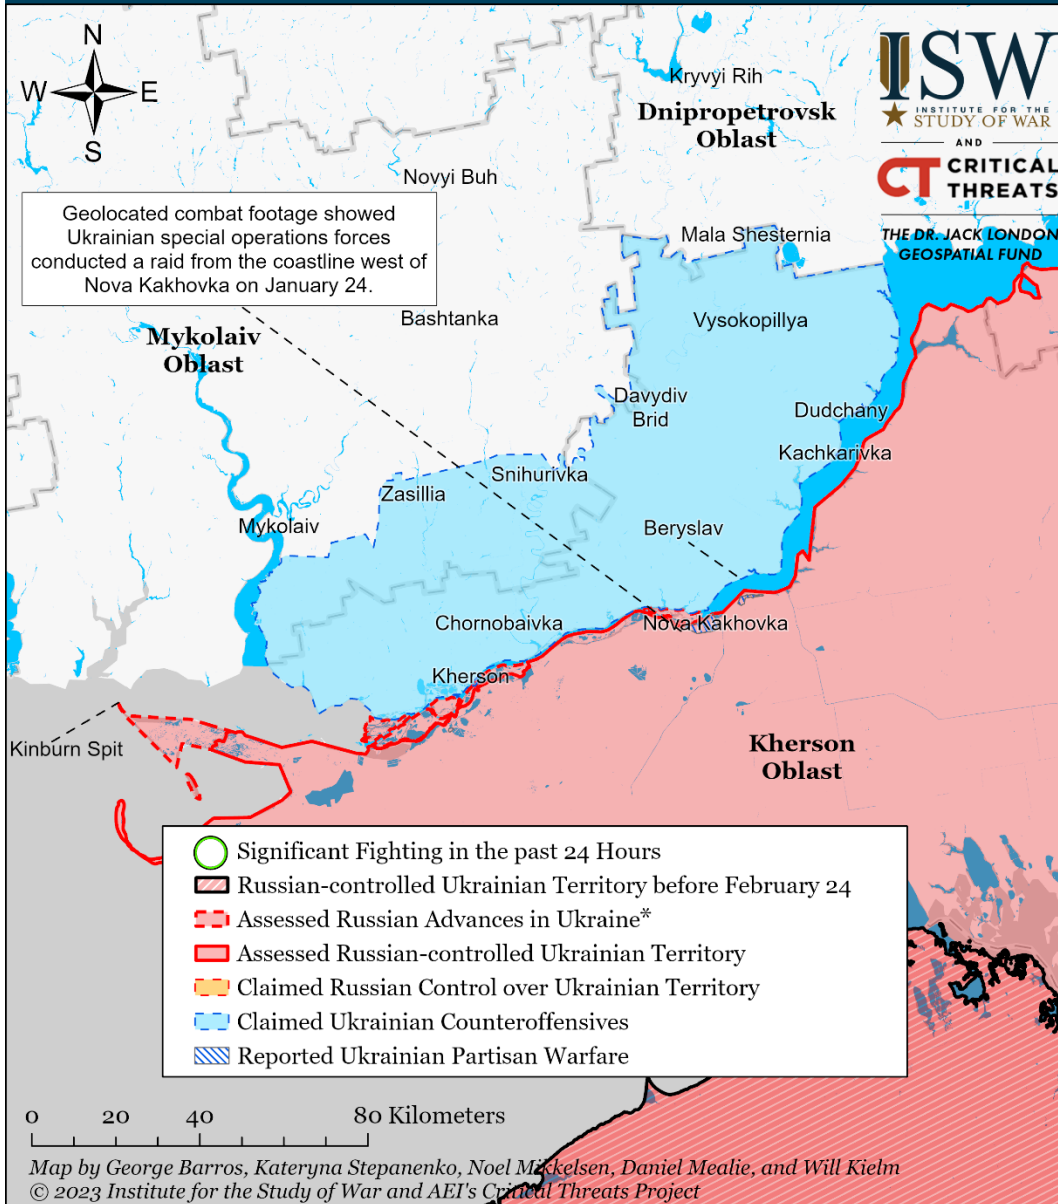 N
W
E
S
ISW
INSTITUTE FOR THE
STUDY OF WAR
AND
CT CRITICAL
THREATS
THE DR. JACK LONDON
GEOSPATIAL FUND
Kryvyi Rih
Dnipropetrovsk
Oblast
Novyi Buh
Geolocated combat footage showed
Ukrainian special operations forces
conducted a raid from the coastline west of
Nova Kakhovka on January 24.
Mala Shesternia
Bashtanka
Vysokopillya
Mykolaiv
Oblast
Davydiv
Brid
Dudchany
Kachkarivka
Snihurivka
Zasillia
Mykolaiv
Beryslav
Chornobaivka
Nova Kakhovka
Kherson
Kinburn Spit
Kherson
Oblast
Significant Fighting in the past 24 Hours
Russian-controlled Ukrainian Territory before February 24
Assessed Russian Advances in Ukraine*
Assessed Russian-controlled Ukrainian Territory
Claimed Russian Control over Ukrainian Territory
Claimed Ukrainian Counteroffensives
Reported Ukrainian Partisan Warfare
0 20 40 80 Kilometers
Map by George Barros, Kateryna Stepanenko, Noel Mikkelsen, Daniel Mealie, and Will Kielm
© 2023 Institute for the Study of War and AEI's Critical Threats Project